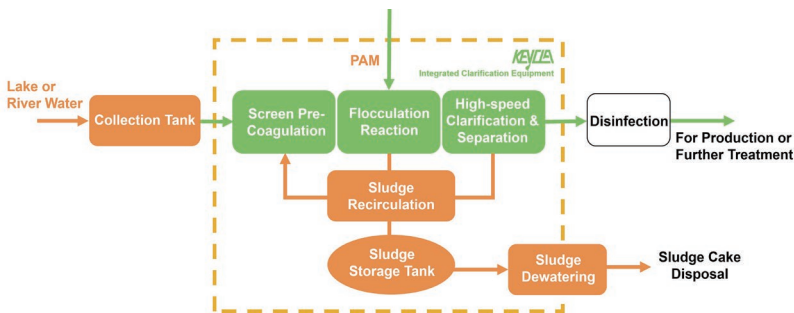 KEYCLEA
Integrated Clarification Equipment
PAM
Lake or
River Water
Collection Tank
Screen Pre-
Coagulation
Flocculation
Reaction
High-speed
Clarification &
Separation
Disinfection
For Production or
Further Treatment
Sludge
Recirculation
Sludge
Storage Tank
Sludge
Dewatering
Sludge Cake
Disposal